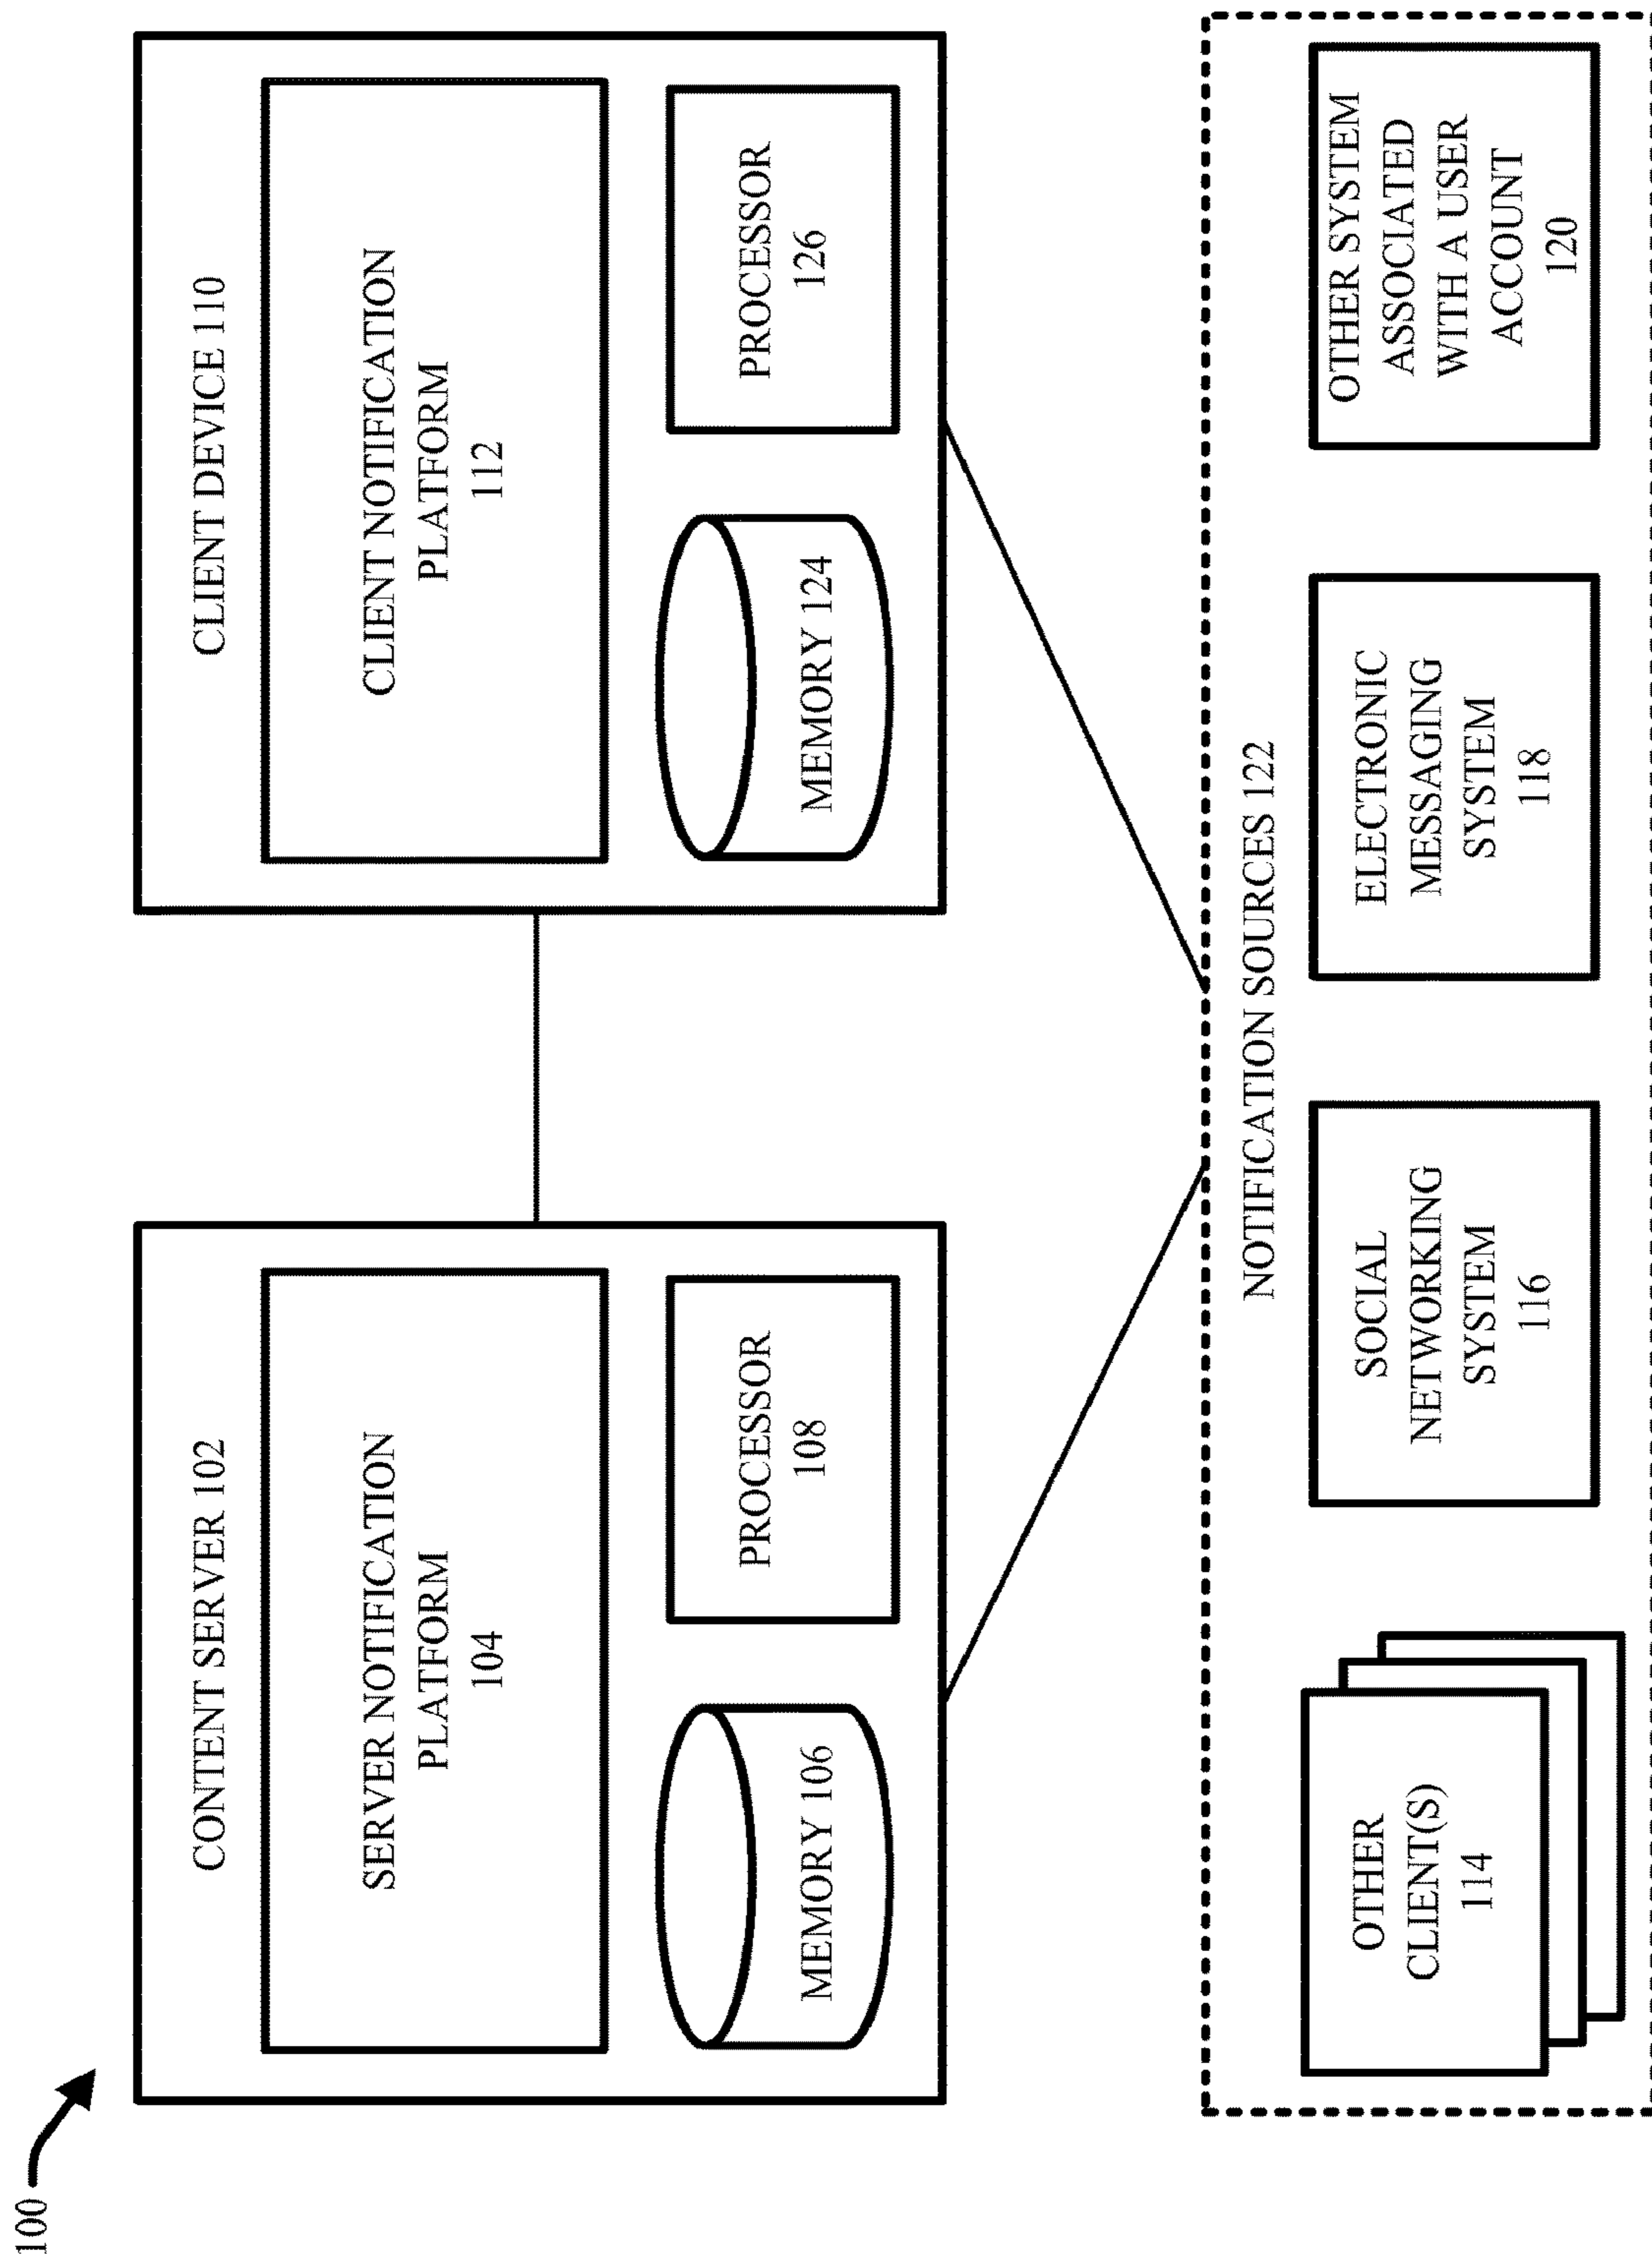 100
CONTENT SERVER 102
SERVER NOTIFICATION
PLATFORM
104
MEMORY 106
PROCESSOR
108
CLIENT DEVICE 110
CLIENT NOTIFICATION
PLATFORM
112
MEMORY 124
PROCESSOR
126
NOTIFICATION SOURCES 122
OTHER
CLIENT(S)
114
SOCIAL
NETWORKING
SYSTEM
116
ELECTRONIC
MESSAGING
SYSTEM
118
OTHER SYSTEM
ASSOCIATED
WITH A USER
ACCOUNT
120